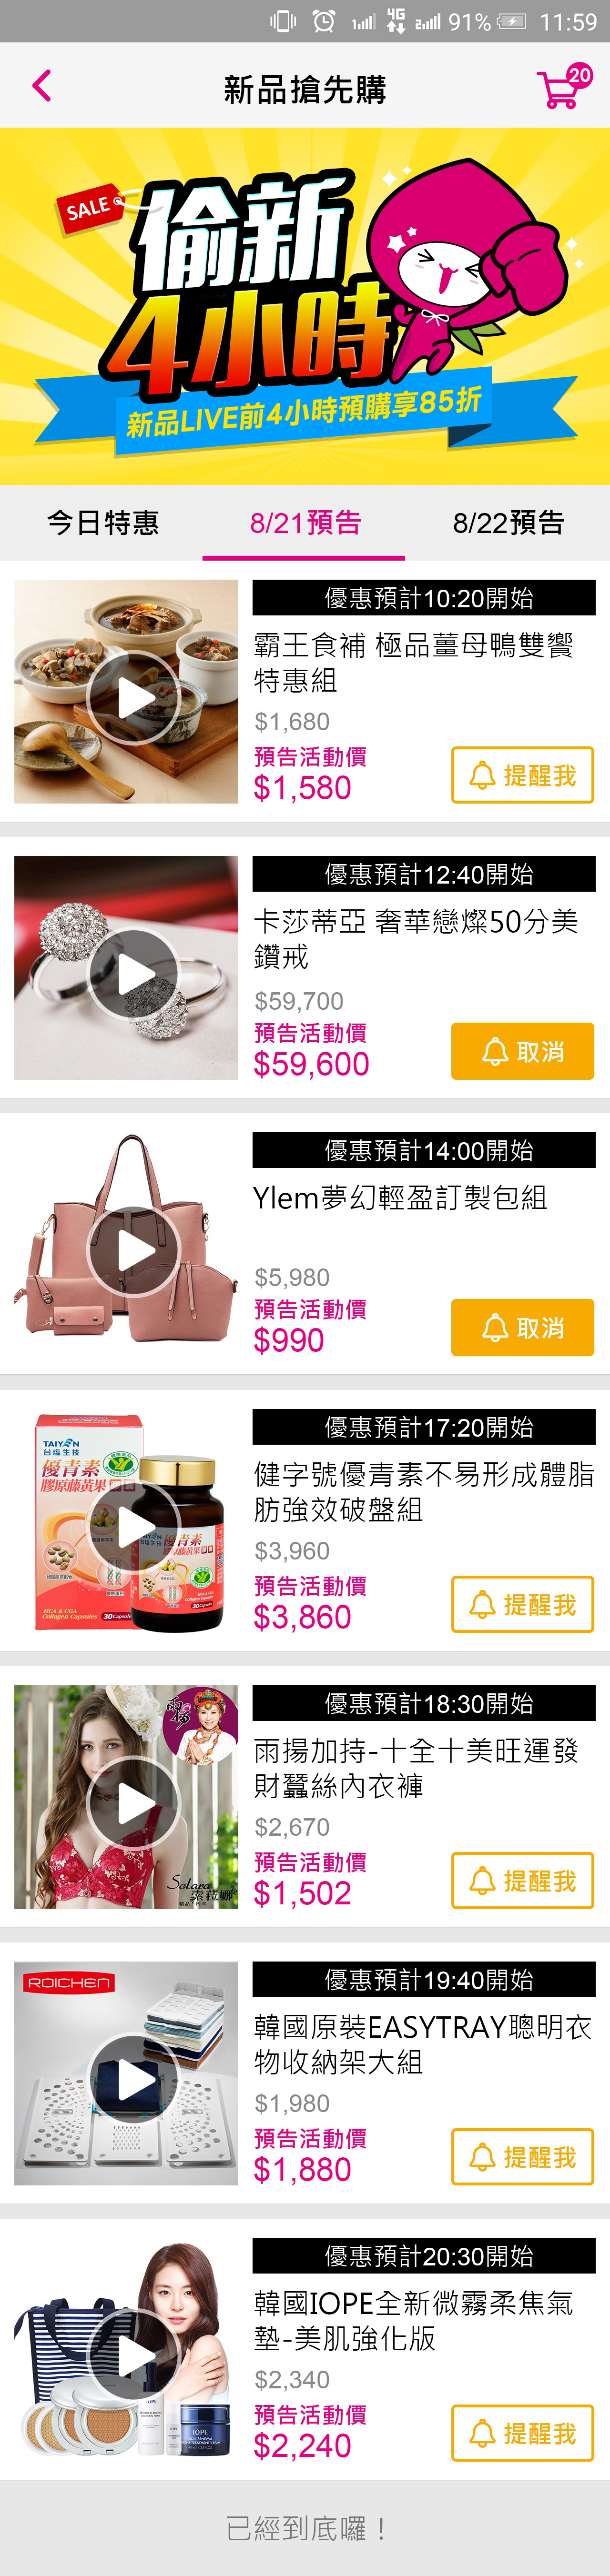 4G 91% 11:59
新品搶先購
20
SALE
偷新
4小時
新品LIVE前4小時預購享85折
今日特惠 8/21預告 8/22預告
優惠預計10:20開始
霸王食補 極品薑母鴨雙饗
特惠組
$1,680
預告活動價
$1,580
提醒我
優惠預計12:40開始
卡莎蒂亞 奢華戀燦50分美
鑽戒
$59,700
預告活動價
$59,600
取消
優惠預計14:00開始
Ylem夢幻輕盈訂製包組
$5,980
預告活動價
$990
取消
TAIYEN
台塩生技
優青素
膠原藤黃果
HCA & CGA
Collagen Capsules
30Capsules
優惠預計17:20開始
健字號優青素不易形成體脂
肪強效破盤組
$3,960
預告活動價
$3,860
提醒我
雨揚
Solara
優惠預計18:30開始
雨揚加持-十全十美旺運發
財蠶絲內衣褲
$2,670
預告活動價
$1,502
提醒我
ROICHEN
優惠預計19:40開始
韓國原裝EASYTRAY聰明衣
物收納架大組
$1,980
預告活動價
$1,880
提醒我
IOPE
優惠預計20:30開始
韓國IOPE全新微霧柔焦氣
墊-美肌強化版
$2,340
預告活動價
$2,240
提醒我
已經到底囉！